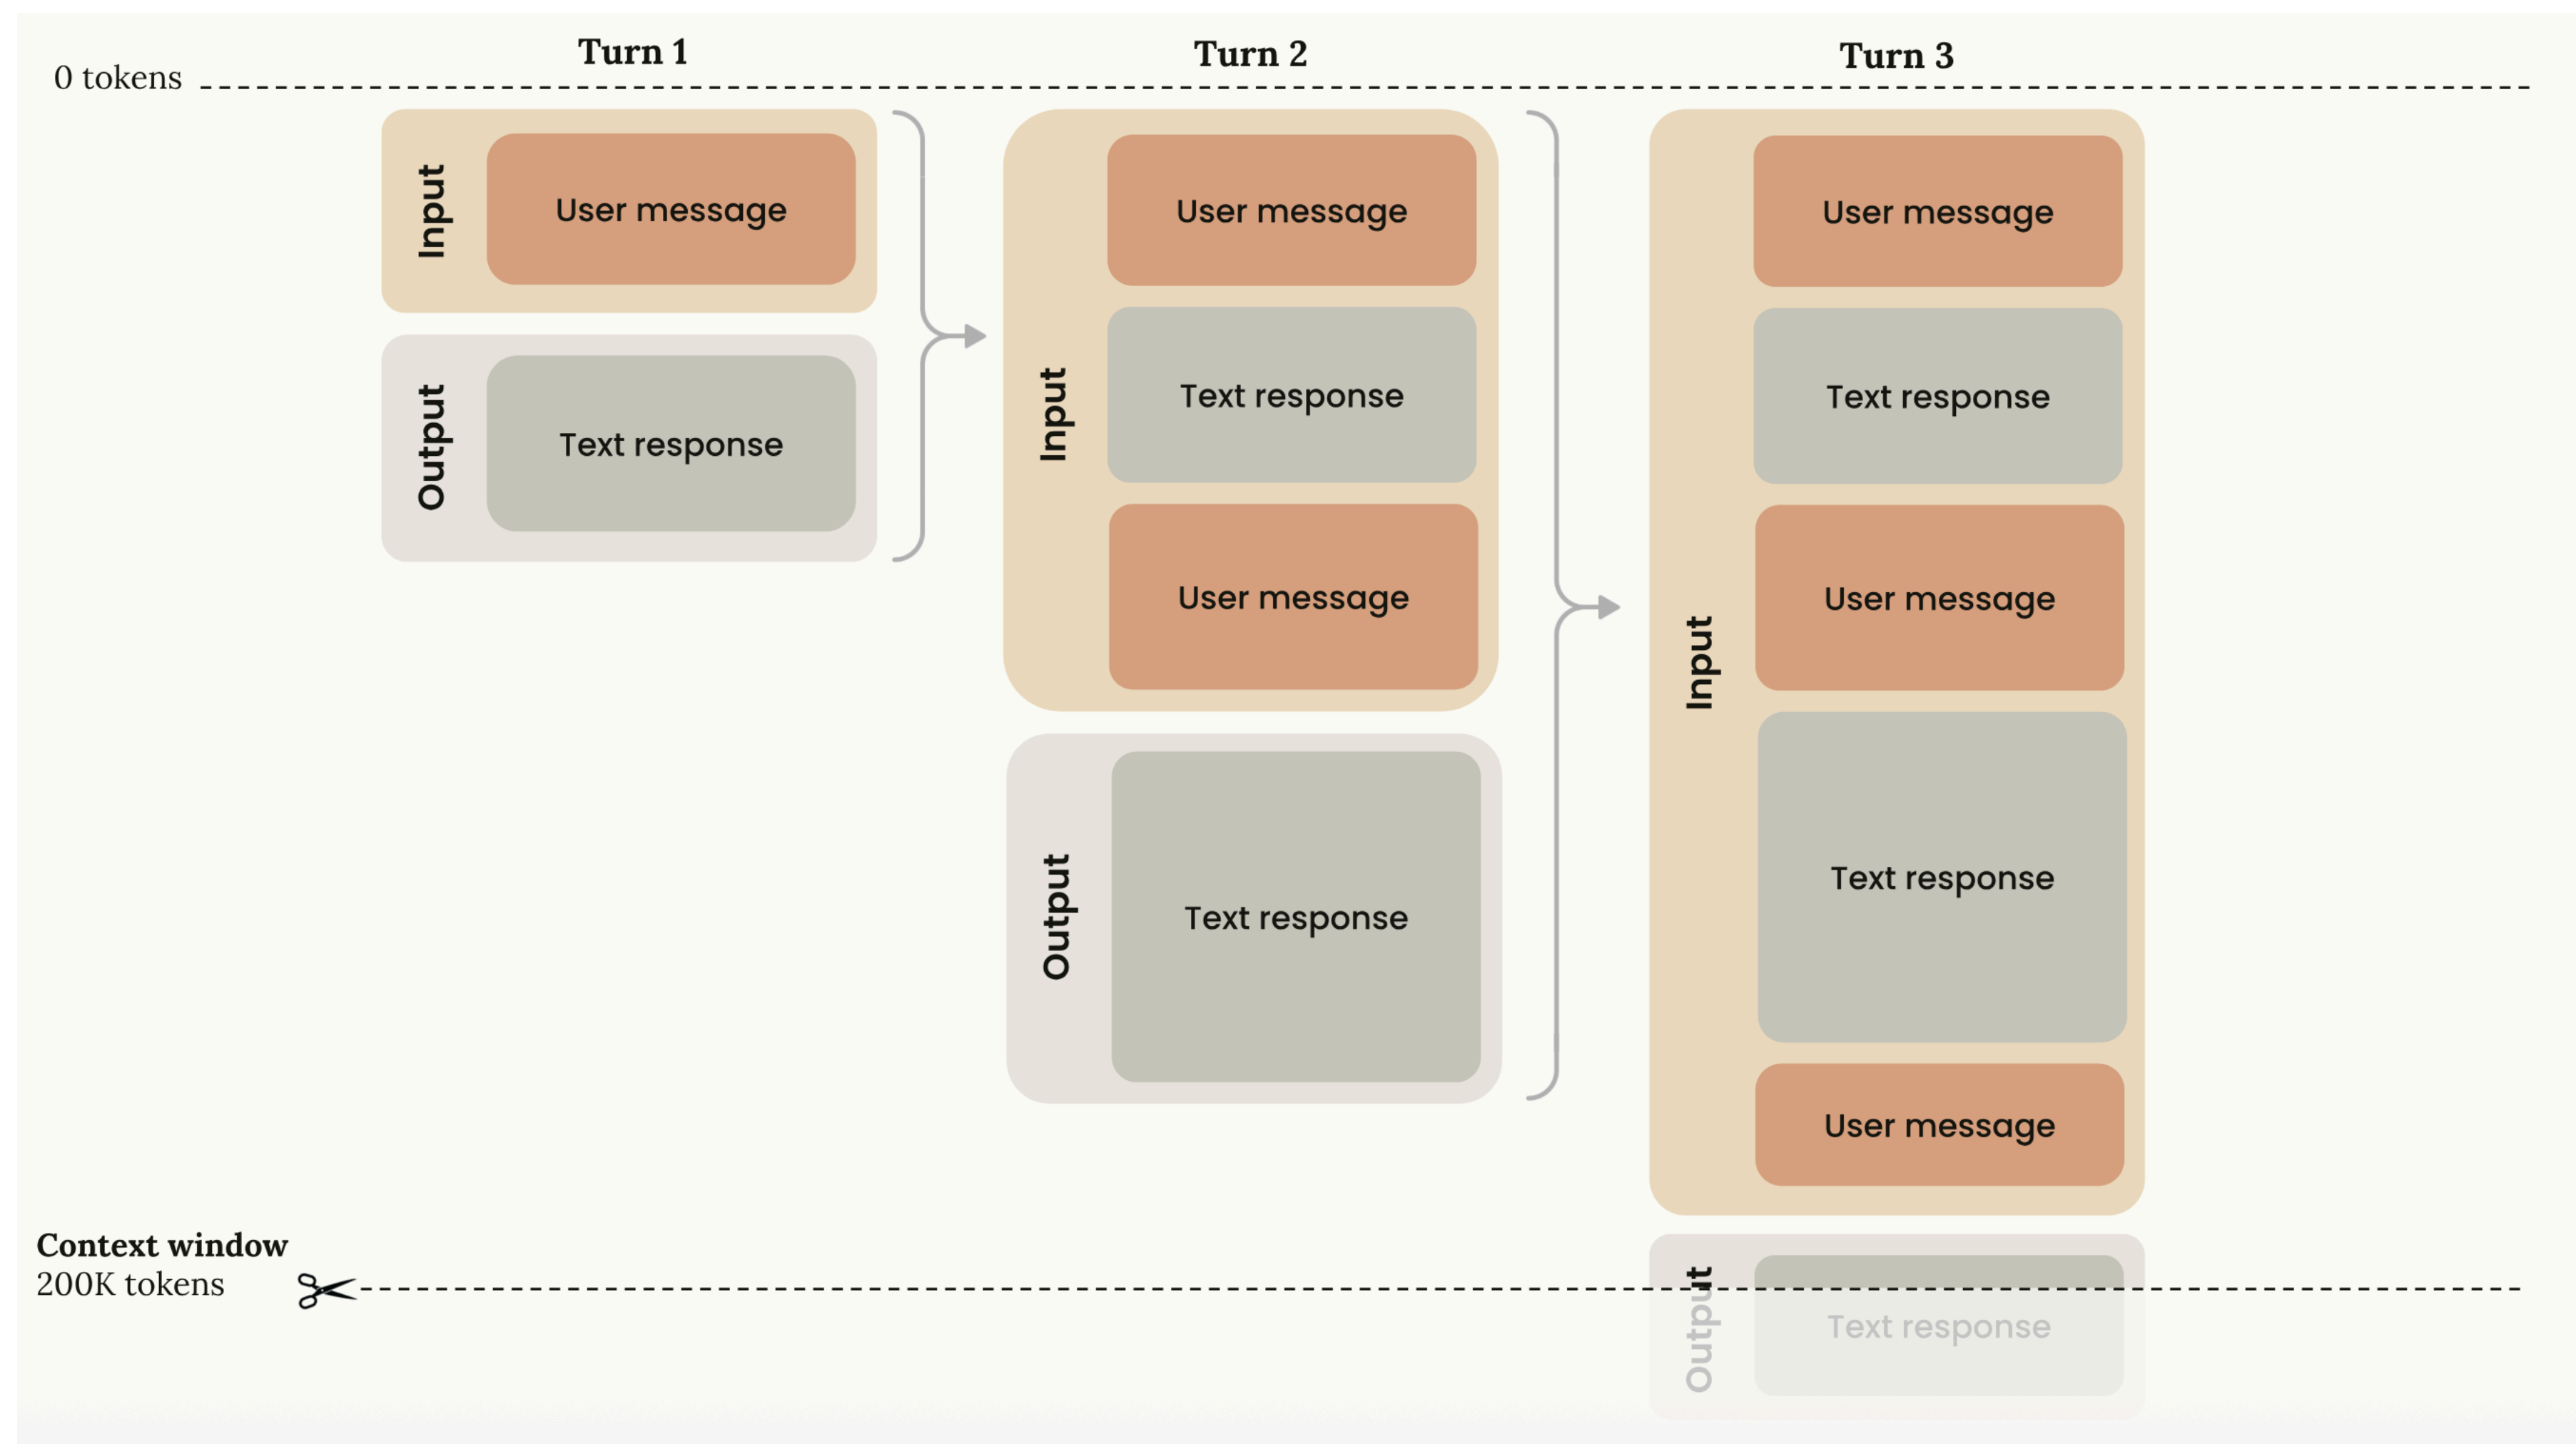 Turn 1
Turn 2
Turn 3
0 tokens
Input
User message
Output
Text response
Input
User message
Text response
User message
Output
Text response
Input
User message
Text response
User message
Text response
User message
Output
Text response
Context window
200K tokens